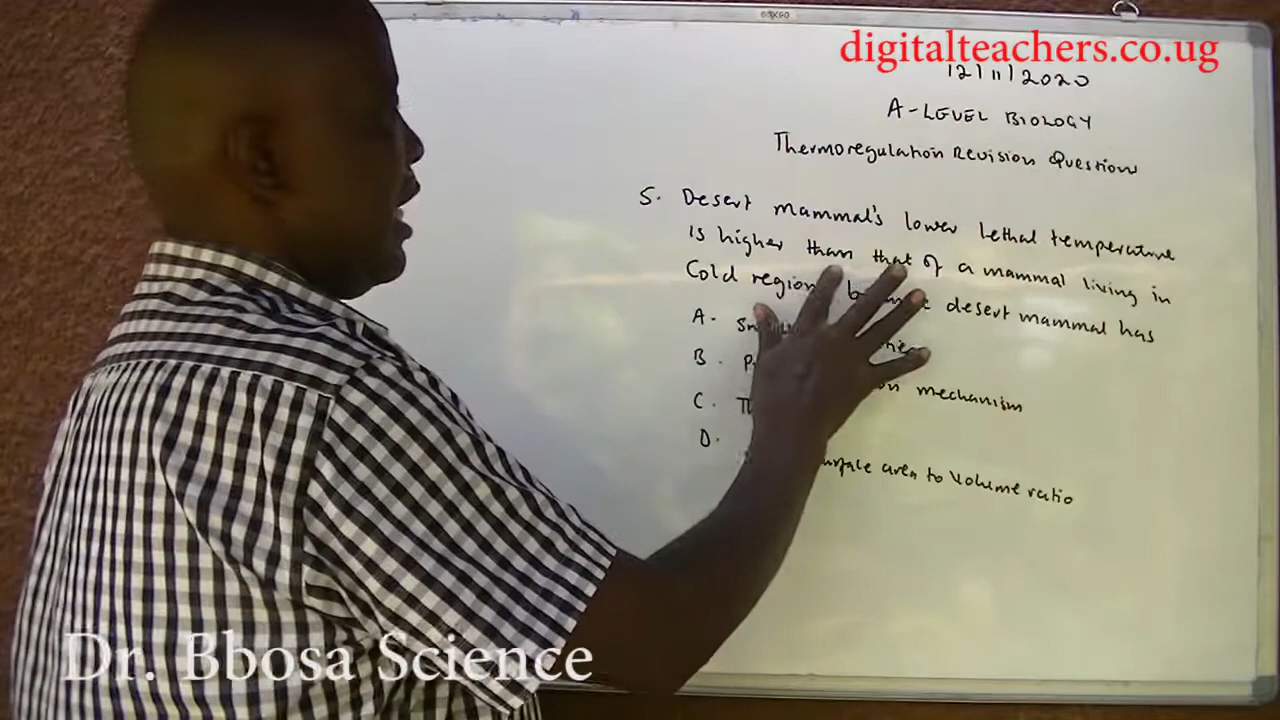 digitalteachers.co.ug
12/11/2020
A-LEVEL BIOLOGY
Thermoregulation Revision Question
5. Desert mammal's lower lethal temperature
is higher than that of a mammal living in
Cold region desert mammal has
A.
B. mechanism
C.
D.
surface area to volume ratio
Dr. Bbosa Science